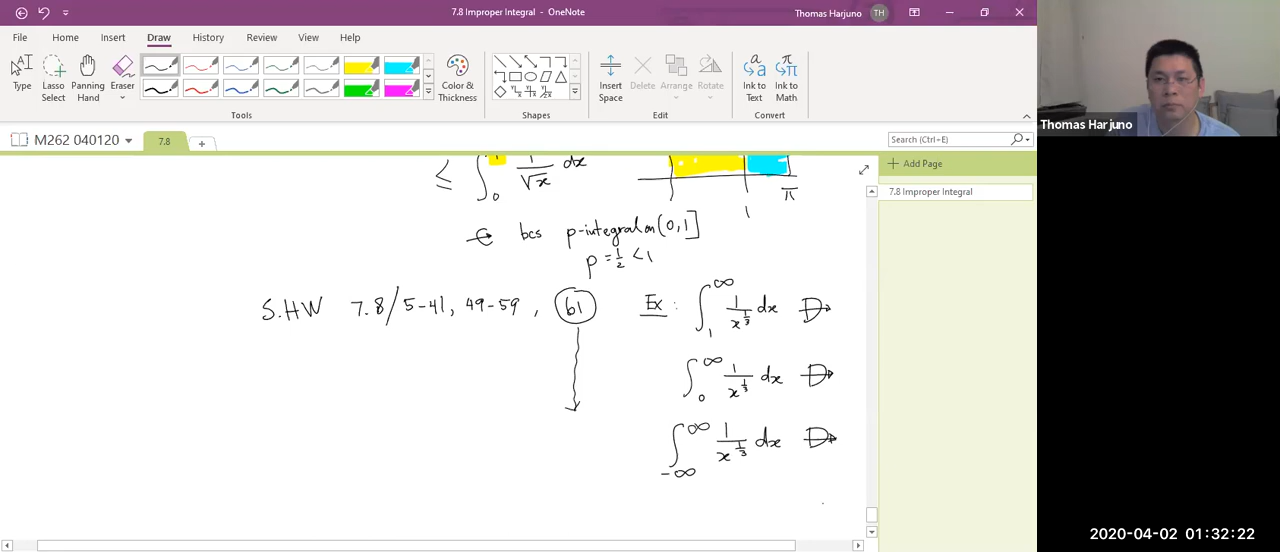 7.8 Improper Integral - OneNote
Thomas Harjuno TH
File Home Insert Draw History Review View Help
Type
Lasso Select
Panning Hand
Eraser
Color & Thickness
Insert Space
Delete
Arrange
Rotate
Ink to Text
Ink to Math
Tools
Shapes
Edit
Convert
M262 040120
7.8
Search (Ctrl+E)
Add Page
7.8 Improper Integral
≤ ∫₀¹ 1/√x dx
1 π
C bcs p-integral on (0,1]
p = 1/2 < 1
S.HW 7.8/5-41, 49-59, 61
Ex: ∫₁^∞ 1/x^(1/3) dx D
∫₀^∞ 1/x^(1/3) dx D
∫_-∞^∞ 1/x^(1/3) dx D
Thomas Harjuno
2020-04-02 01:32:22